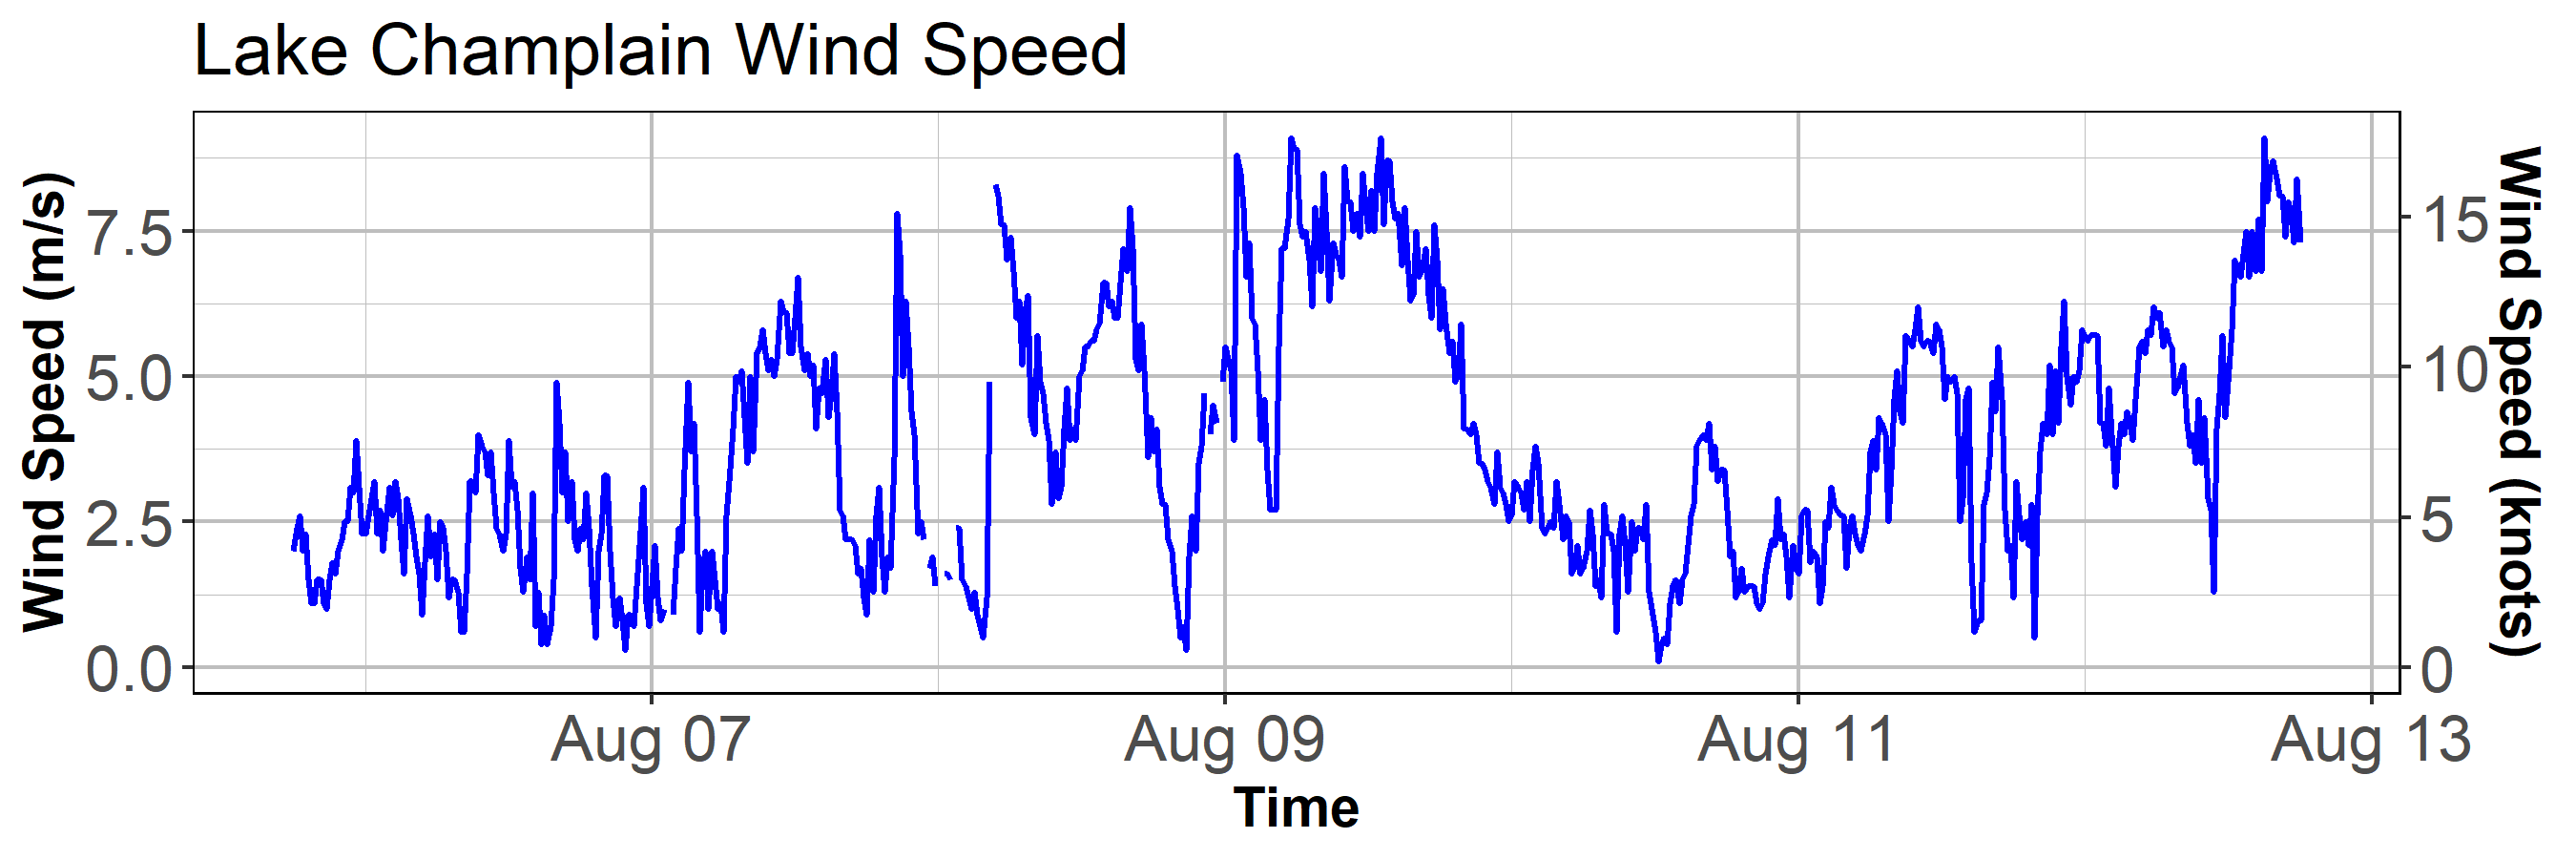 Lake Champlain Wind Speed
Wind Speed (m/s)
7.5
5.0
2.5
0.0
15
10
5
0
Wind Speed (knots)
Aug 07
Aug 09
Aug 11
Aug 13
Time